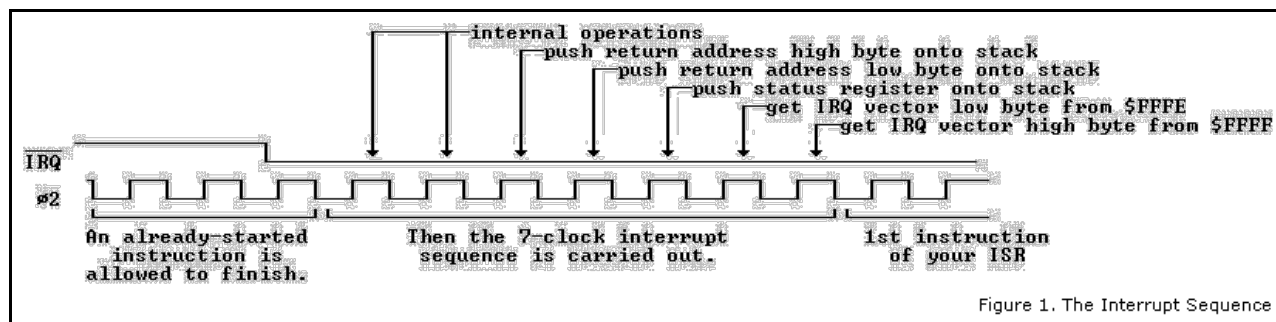 internal operations
push return address high byte onto stack
push return address low byte onto stack
push status register onto stack
get IRQ vector low byte from $FFFE
get IRQ vector high byte from $FFFF
IRQ
ø2
An already-started
instruction is
allowed to finish.
Then the 7-clock interrupt
sequence is carried out.
1st instruction
of your ISR
Figure 1. The Interrupt Sequence